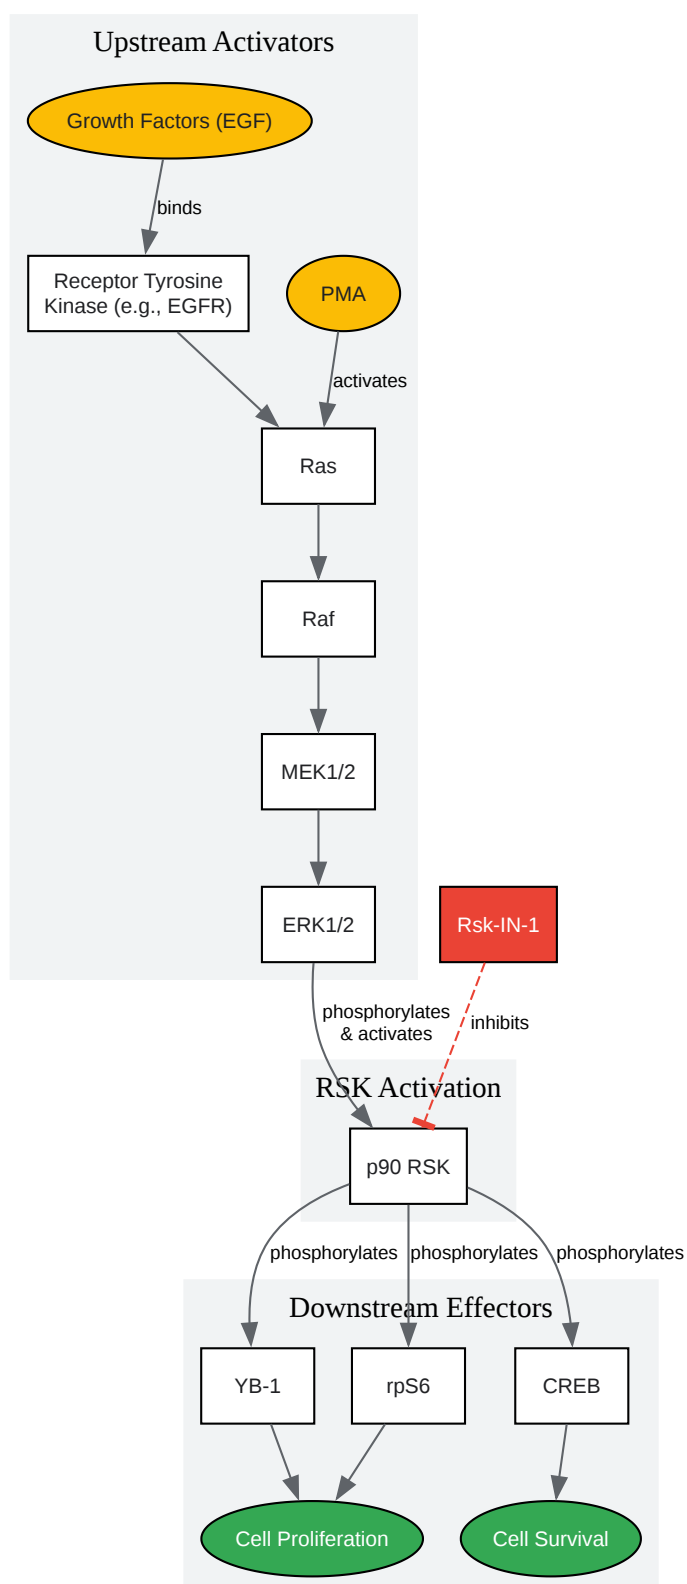 Upstream Activators
Growth Factors (EGF)
binds
Receptor Tyrosine
Kinase (e.g., EGFR)
PMA
activates
Ras
Raf
MEK1/2
ERK1/2
Rsk-IN-1
phosphorylates
& activates
inhibits
RSK Activation
p90 RSK
phosphorylates
phosphorylates
phosphorylates
Downstream Effectors
YB-1
rpS6
CREB
Cell Proliferation
Cell Survival